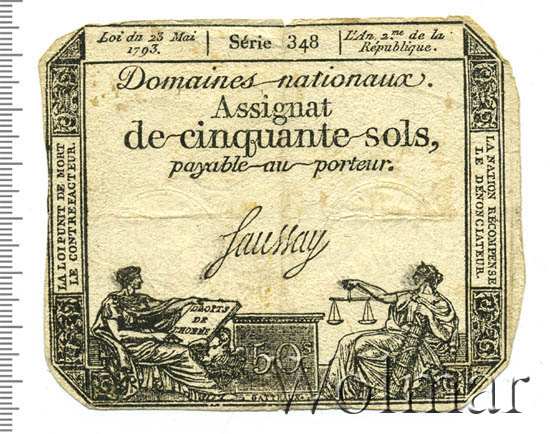 Loi du 23 Mai
1793.
Série 348
L'An 2.me de la
République.
Domaines nationaux.
Assignat
de cinquante sols,
payable au porteur.
LA LOI PUNIT DE MORT
LE CONTREFACTEUR.
LA NATION RÉCOMPENSE
LE DÉNONCIATEUR.
Saussay
DROITS
DE
L'HOMME
50
Wolmar